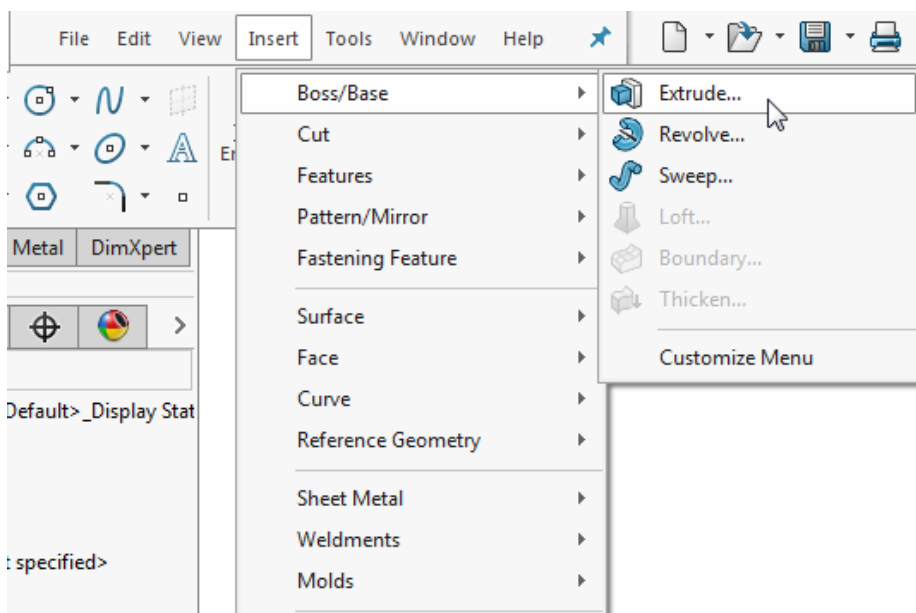 File Edit View Insert Tools Window Help
Boss/Base
Extrude...
Cut
Revolve...
Features
Sweep...
Pattern/Mirror
Loft...
Fastening Feature
Boundary...
Thicken...
Metal DimXpert
Surface
Face
Customize Menu
Curve
Default>_Display Stat
Reference Geometry
Sheet Metal
Weldments
t specified>
Molds